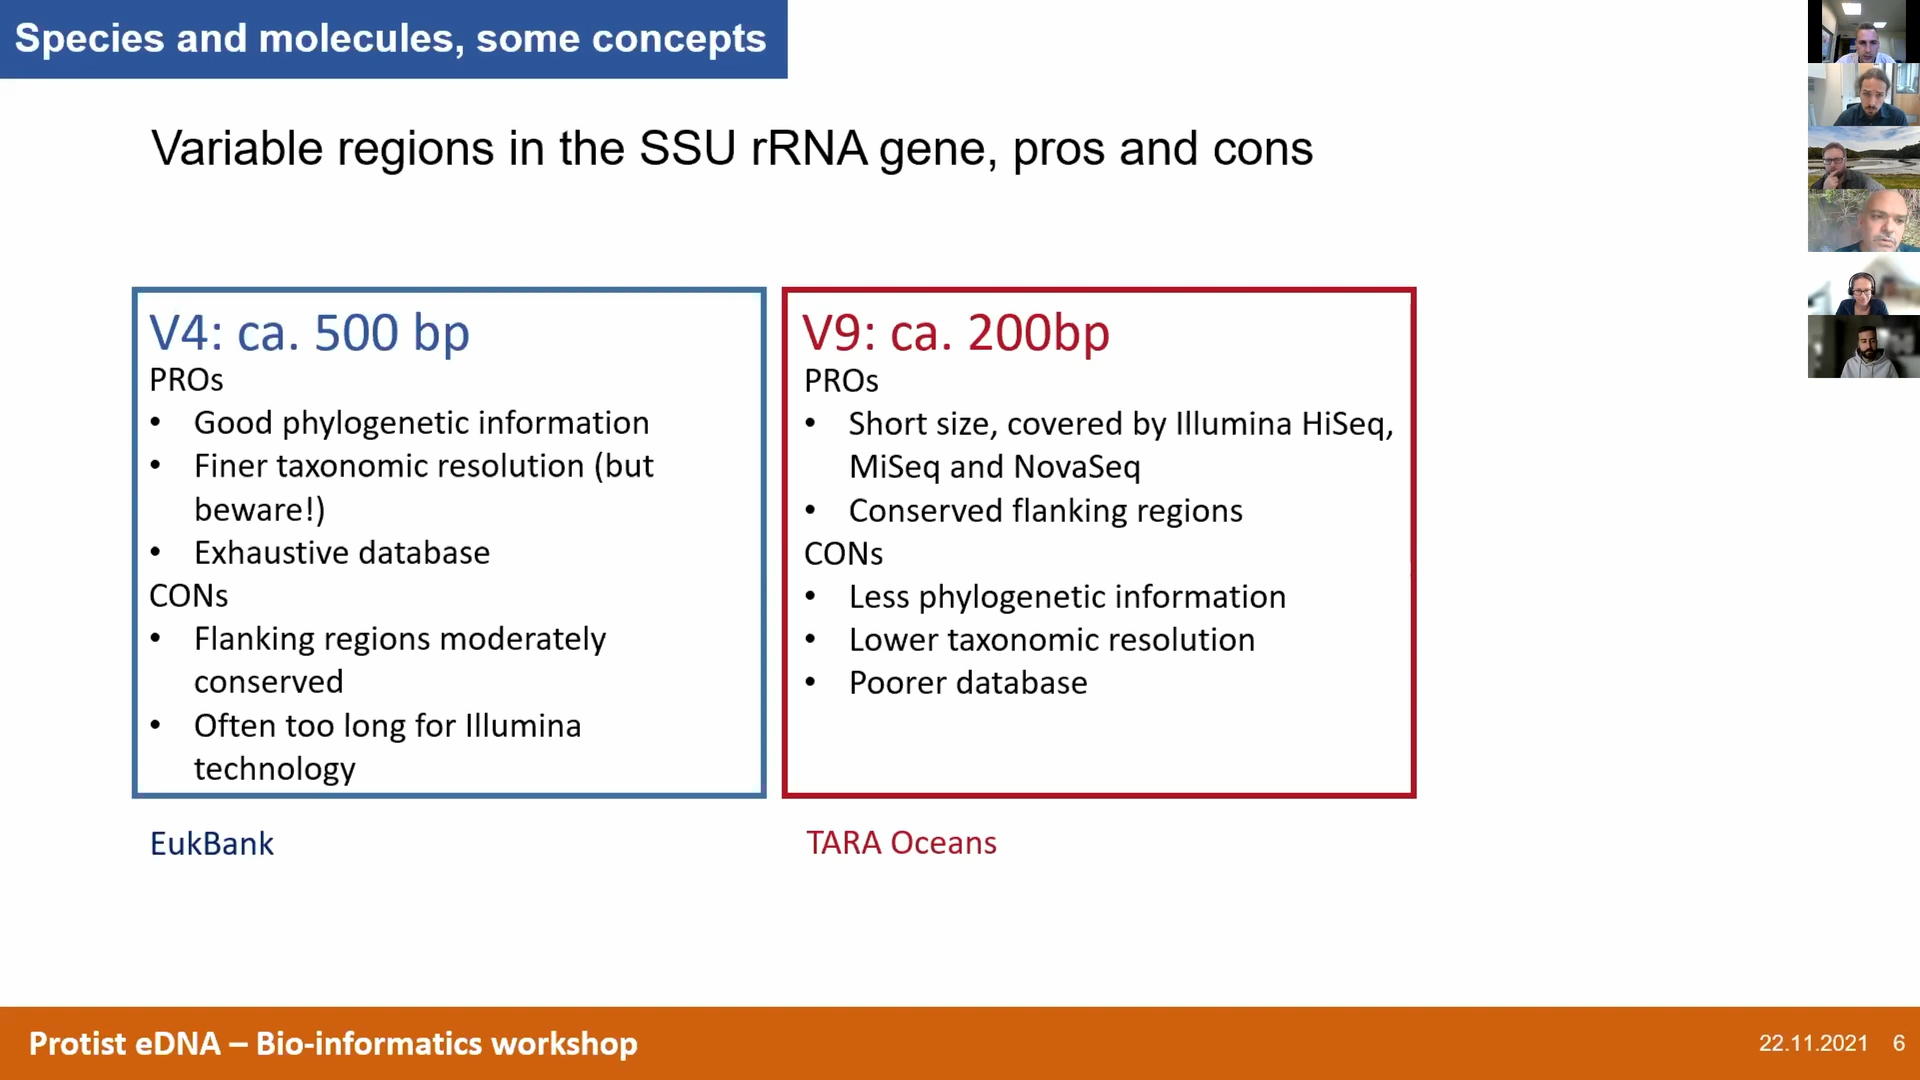 Species and molecules, some concepts
Variable regions in the SSU rRNA gene, pros and cons
V4: ca. 500 bp
PROs
• Good phylogenetic information
• Finer taxonomic resolution (but
beware!)
• Exhaustive database
CONs
• Flanking regions moderately
conserved
• Often too long for Illumina
technology
EukBank
V9: ca. 200bp
PROs
• Short size, covered by Illumina HiSeq,
MiSeq and NovaSeq
• Conserved flanking regions
CONs
• Less phylogenetic information
• Lower taxonomic resolution
• Poorer database
TARA Oceans
Protist eDNA – Bio-informatics workshop
22.11.2021 6